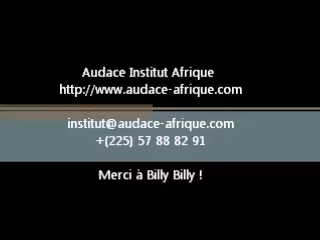 Audace Institut Afrique
http://www.audace-afrique.com
institut@audace-afrique.com
+(225) 57 88 82 91
Merci à Billy Billy !